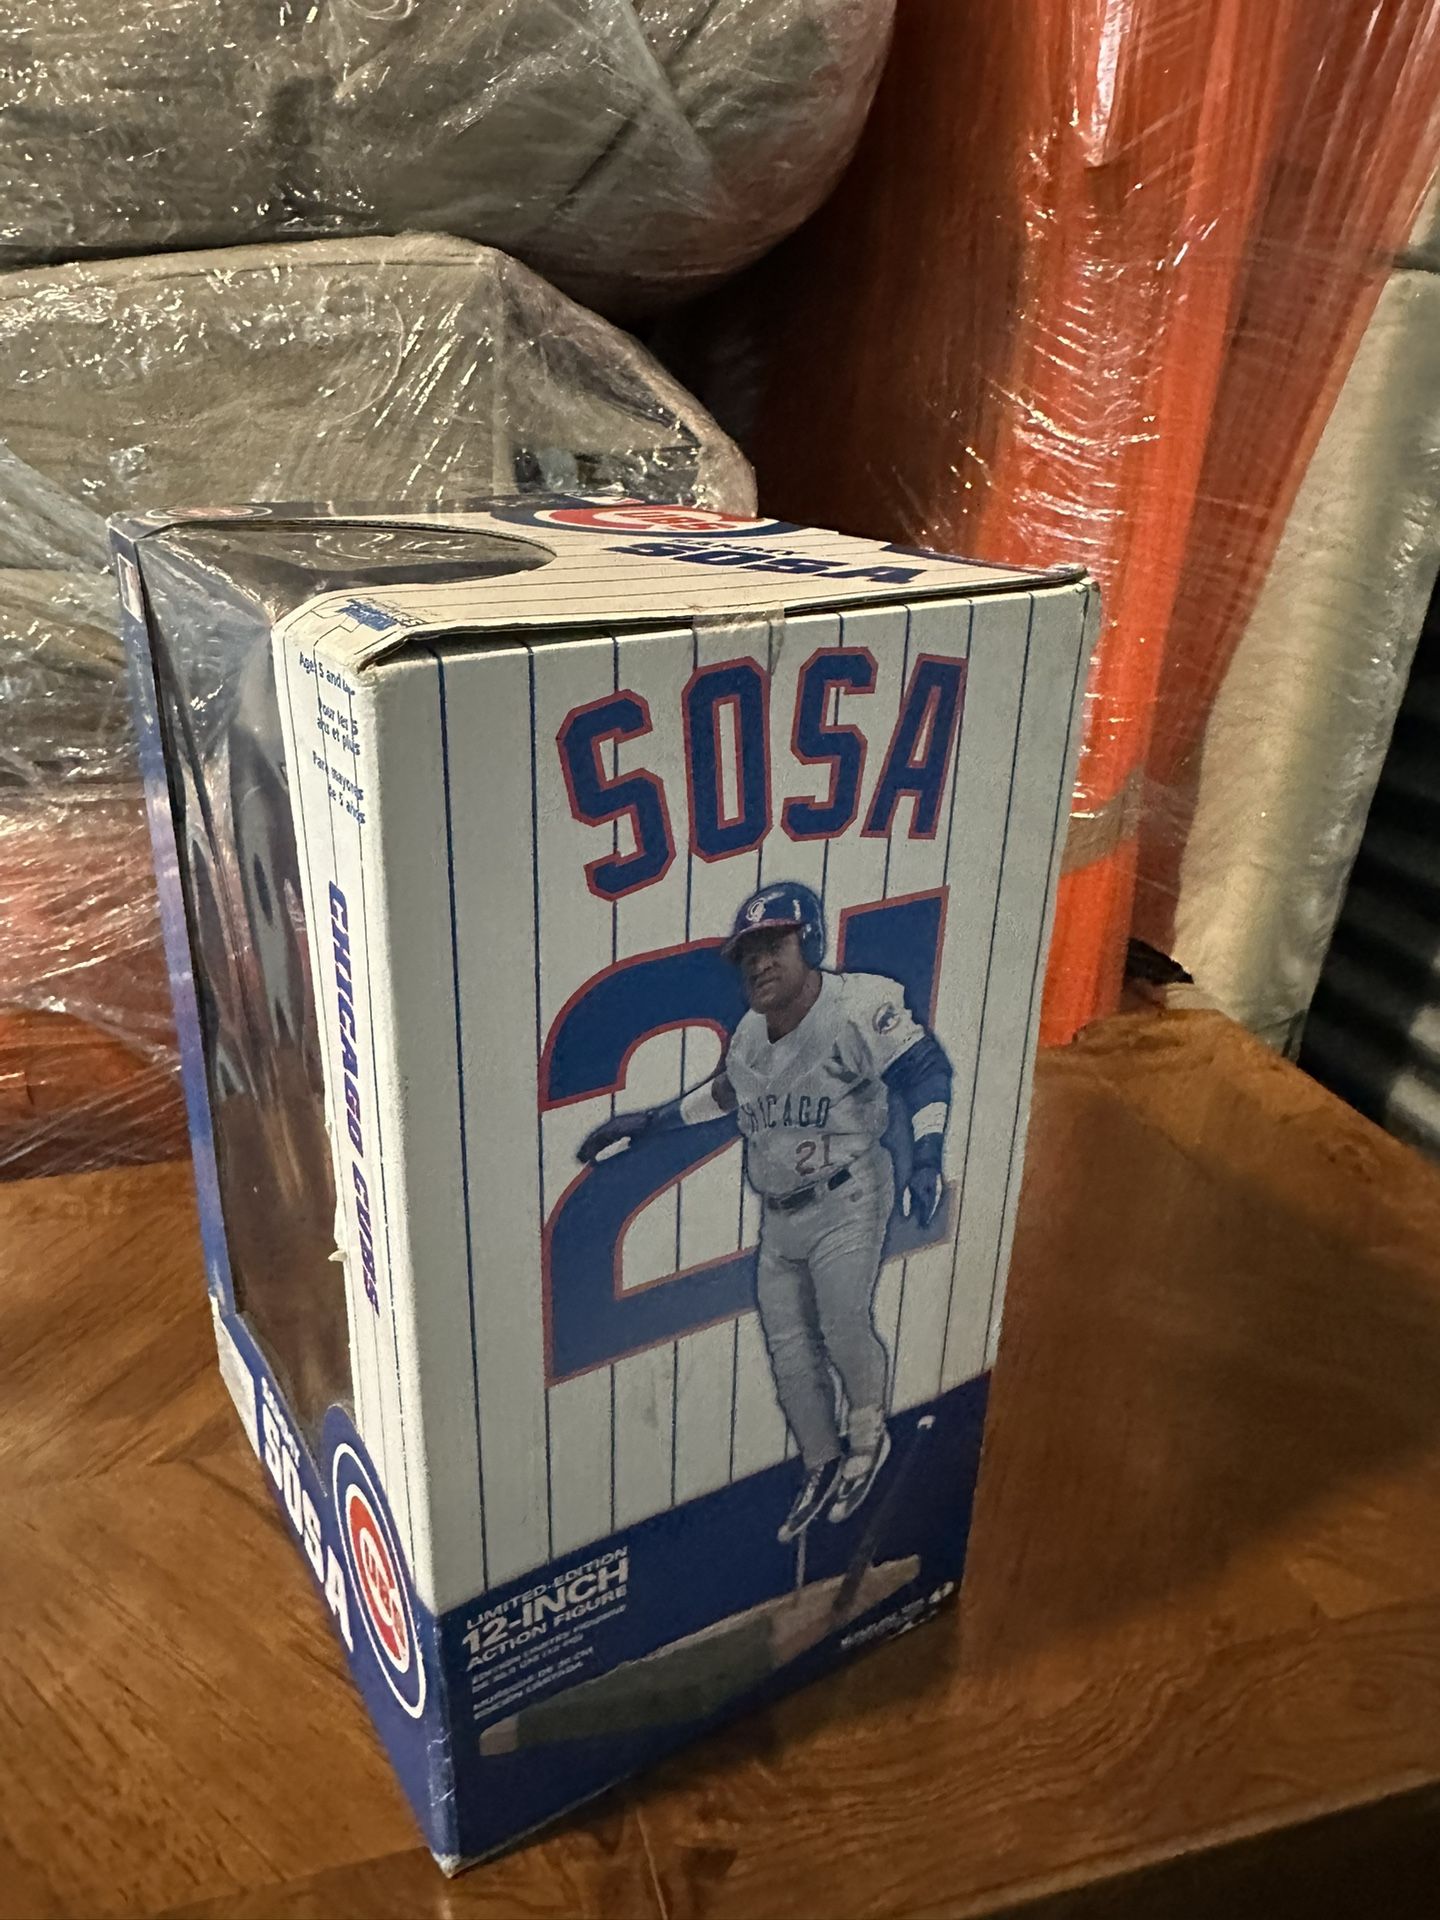 CUBS
SOSA
Ages 5 and up
Pour les 5
ans et plus
Para mayores
de 5 años
CHICAGO CUBS
SOSA
21
CHICAGO
21
SOSA
CUBS
LIMITED-EDITION
12-INCH
ACTION FIGURE